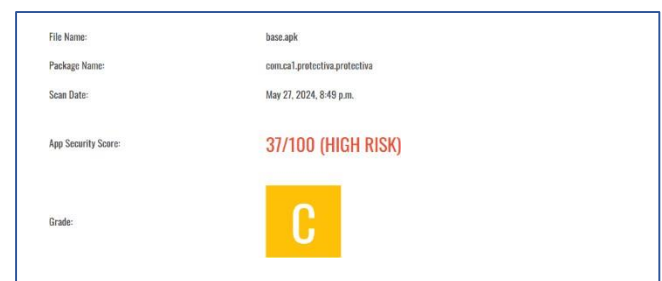 File Name: base.apk
Package Name: com.ca1.protectiva.protectiva
Scan Date: May 27, 2024, 8:49 p.m.
App Security Score: 37/100 (HIGH RISK)
Grade: C